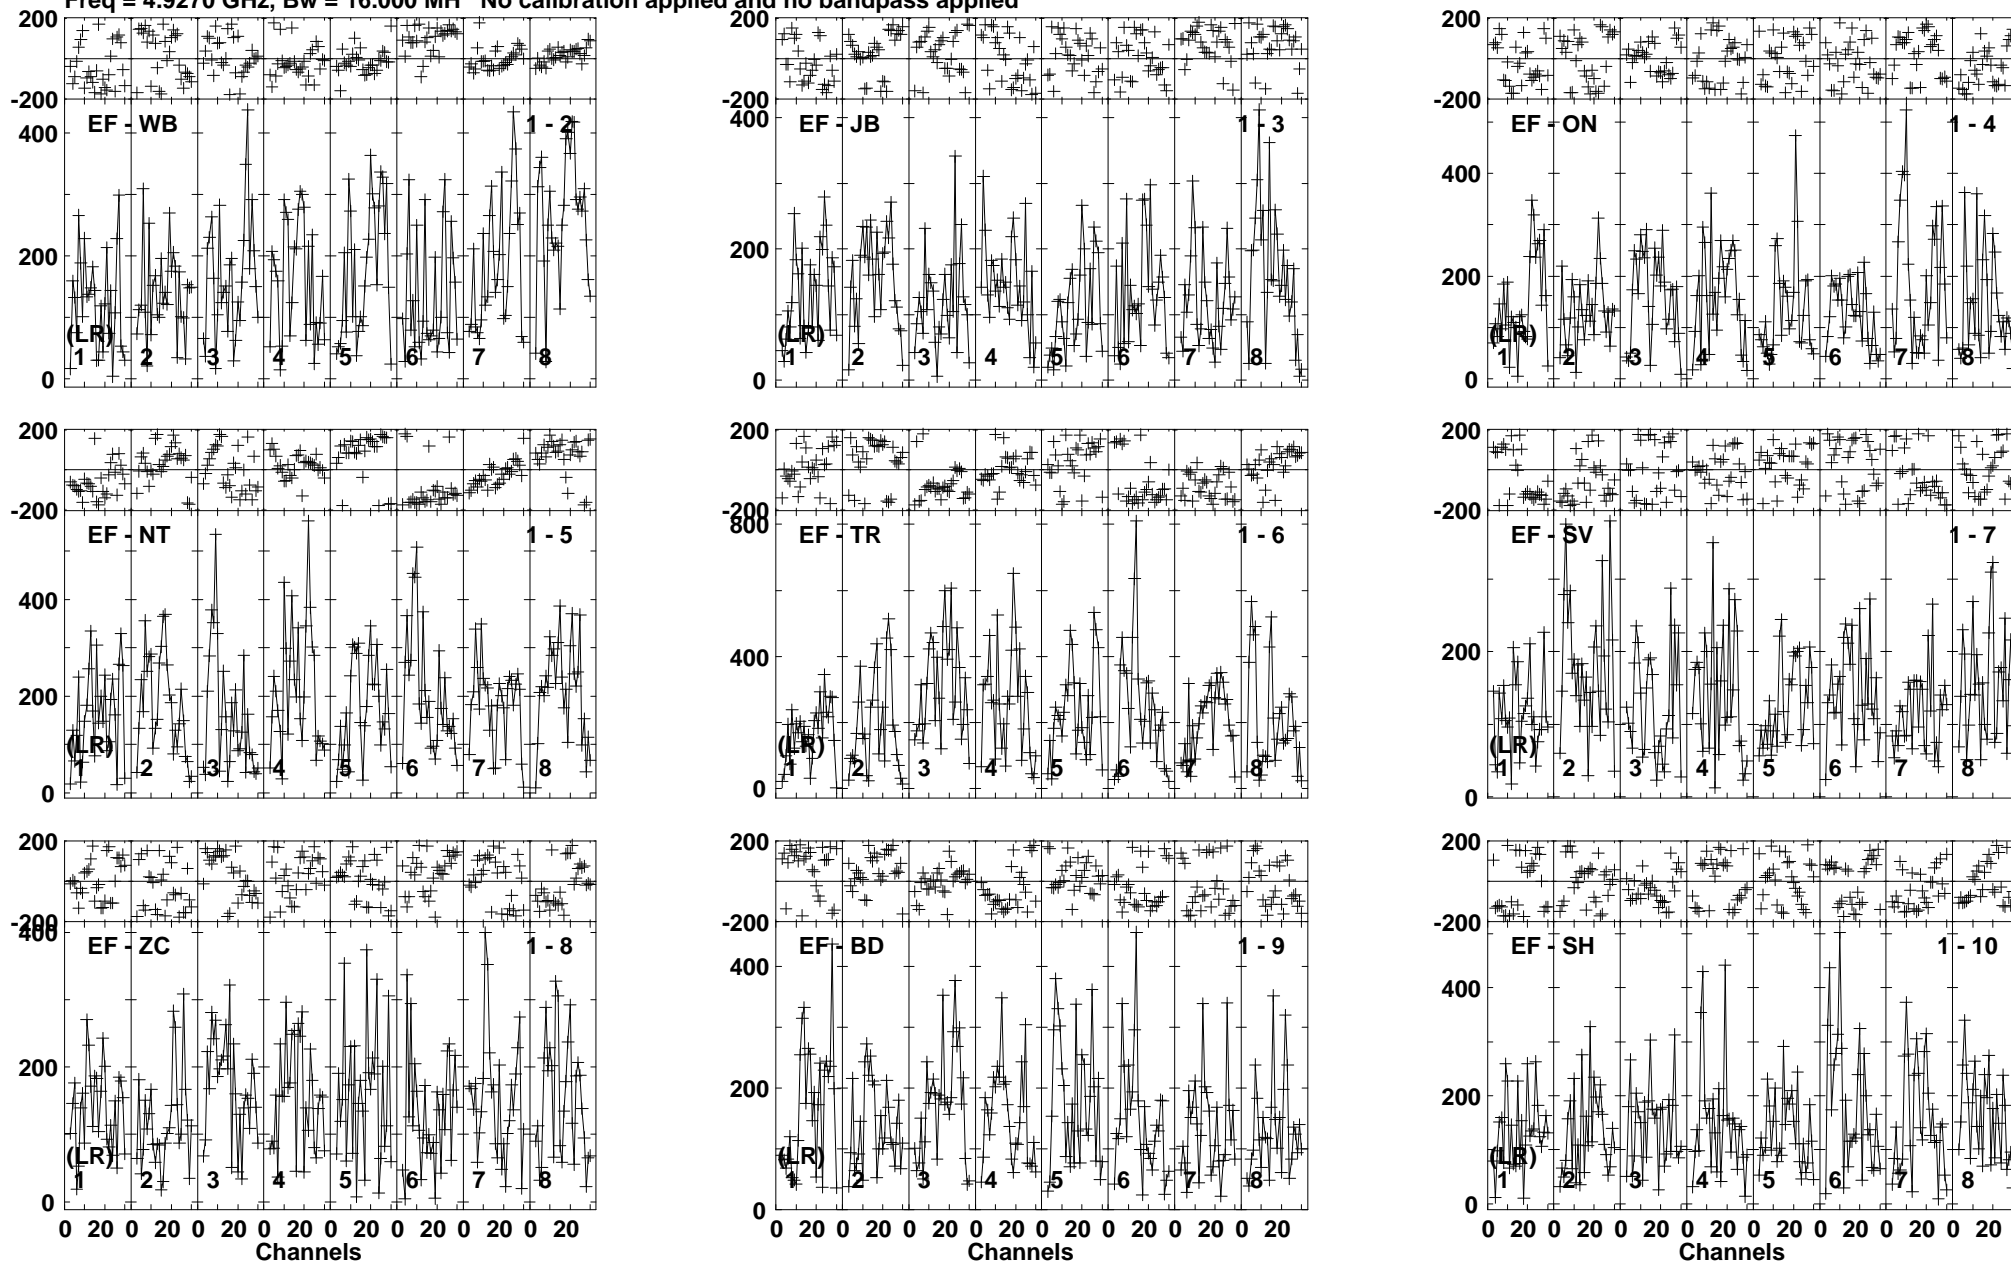 Freq = 4.9270 GHz, Bw = 16.000 MH No calibration applied and no bandpass applied
200
-200
EF - WB 1 - 2
400
200
0
(LR)
1 2 3 4 5 6 7 8
200
-200
EF - JB 1 - 3
400
200
0
(LR)
1 2 3 4 5 6 7 8
200
-200
EF - ON 1 - 4
400
200
0
(LR)
1 2 3 4 5 6 7 8
200
-200
EF - NT 1 - 5
400
200
0
(LR)
1 2 3 4 5 6 7 8
200
-200
800
EF - TR 1 - 6
400
0
(LR)
1 2 3 4 5 6 7 8
200
-200
EF - SV 1 - 7
200
0
(LR)
1 2 3 4 5 6 7 8
200
-200
400
EF - ZC 1 - 8
200
0
(LR)
1 2 3 4 5 6 7 8
0 20 0 20 0 20 0 20 0 20 0 20 0 20 0 20
Channels
200
-200
EF - BD 1 - 9
400
200
0
(LR)
1 2 3 4 5 6 7 8
0 20 0 20 0 20 0 20 0 20 0 20 0 20 0 20
Channels
200
-200
EF - SH 1 - 10
400
200
0
(LR)
1 2 3 4 5 6 7 8
0 20 0 20 0 20 0 20 0 20 0 20 0 20 0 20
Channels